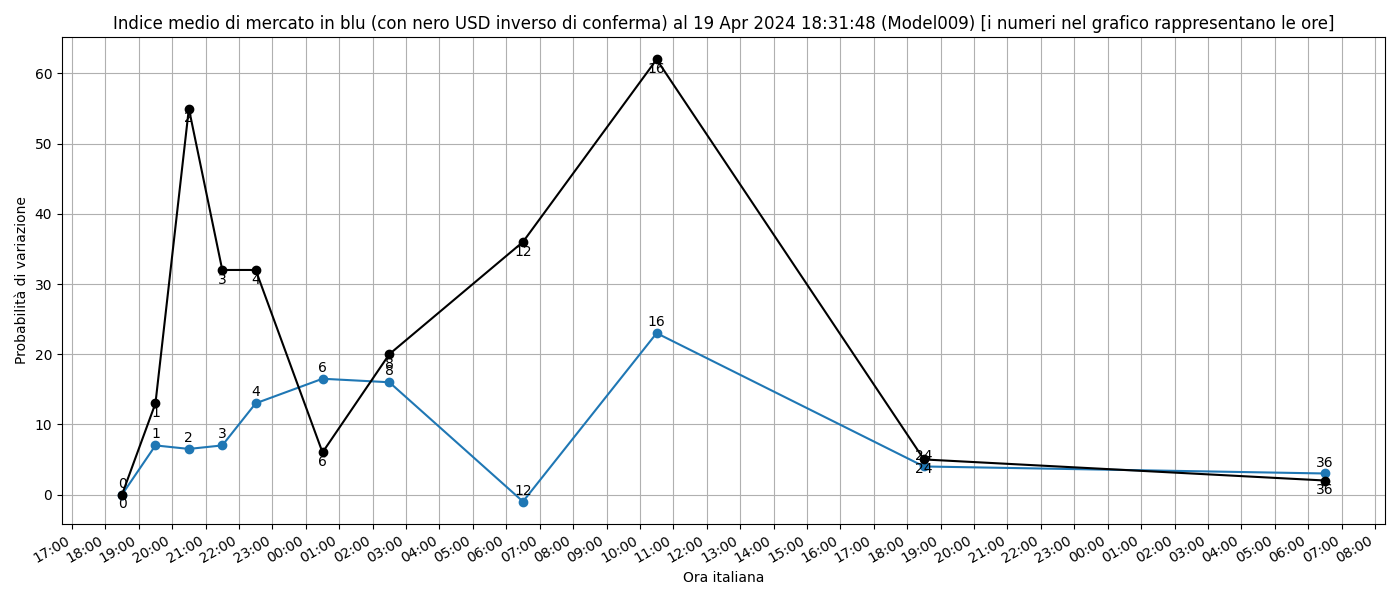 Indice medio di mercato in blu (con nero USD inverso di conferma) al 19 Apr 2024 18:31:48 (Model009) [i numeri nel grafico rappresentano le ore]
Probabilità di variazione
60
50
40
30
20
10
0
0 1 2 3 4 6 8 12 16 24 36
0 1 2 3 4 6 8 12 16 24 36
17:00 18:00 19:00 20:00 21:00 22:00 23:00 00:00 01:00 02:00 03:00 04:00 05:00 06:00 07:00 08:00 09:00 10:00 11:00 12:00 13:00 14:00 15:00 16:00 17:00 18:00 19:00 20:00 21:00 22:00 23:00 00:00 01:00 02:00 03:00 04:00 05:00 06:00 07:00 08:00
Ora italiana